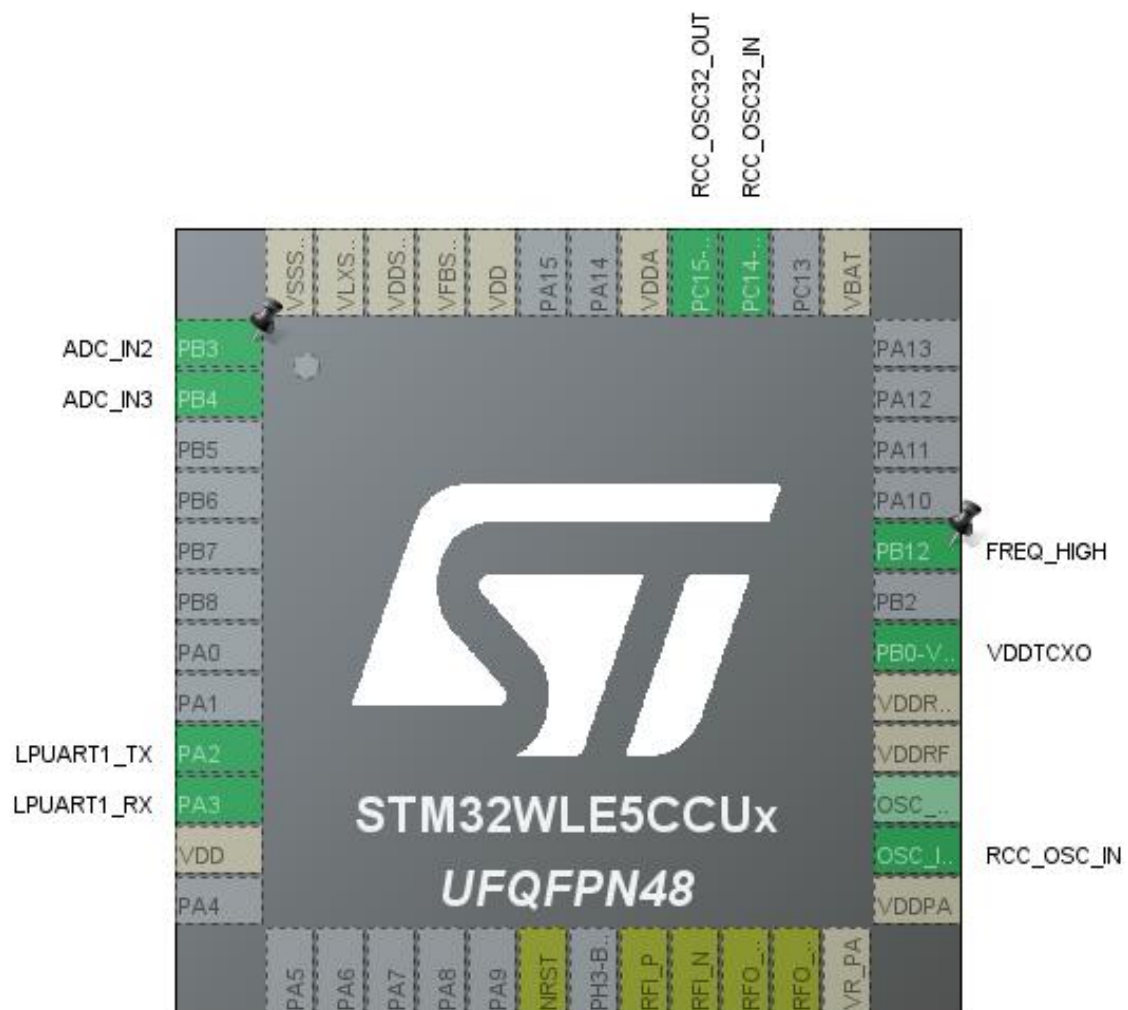 RCC_OSC32_OUT
RCC_OSC32_IN
VSSS..
VLXS..
VDDS..
VFBS..
VDD
PA15
PA14
VDDA
PC15-..
PC14-..
PC13
VBAT
ADC_IN2 PB3
ADC_IN3 PB4
PB5
PB6
PB7
PB8
PA0
PA1
LPUART1_TX PA2
LPUART1_RX PA3
VDD
PA4
PA13
PA12
PA11
PA10
PB12 FREQ_HIGH
PB2
PB0-V.. VDDTCXO
VDDR..
VDDRF
OSC_..
OSC_I.. RCC_OSC_IN
VDDPA
STM32WLE5CCUx
UFQFPN48
PA5
PA6
PA7
PA8
PA9
NRST
PH3-B..
RFI_P
RFI_N
RFO_..
RFO_..
VR_PA